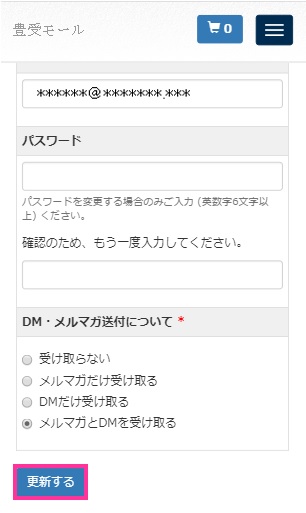 豊受モール
0
******@*******.***
パスワード
パスワードを変更する場合のみご入力 (英数字6文字以
上) ください。
確認のため、もう一度入力してください。
DM・メルマガ送付について *
受け取らない
メルマガだけ受け取る
DMだけ受け取る
メルマガとDMを受け取る
更新する